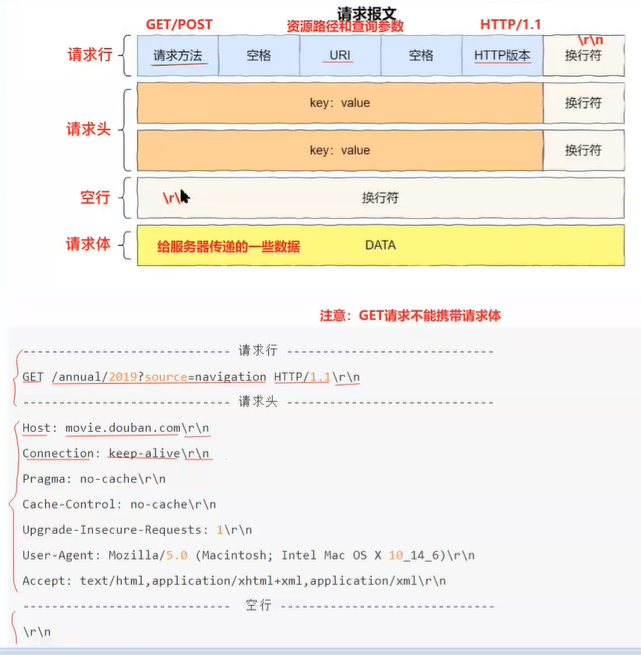 请求报文
GET/POST 资源路径和查询参数 HTTP/1.1 \r\n
请求行 请求方法 空格 URI 空格 HTTP版本 换行符
key：value 换行符
请求头
key：value 换行符
空行 \r\ 换行符
请求体 给服务器传递的一些数据 DATA
注意：GET请求不能携带请求体
--------------------------- 请求行 ---------------------------
GET /annual/2019?source=navigation HTTP/1.1\r\n
--------------------------- 请求头 ---------------------------
Host: movie.douban.com\r\n
Connection: keep-alive\r\n
Pragma: no-cache\r\n
Cache-Control: no-cache\r\n
Upgrade-Insecure-Requests: 1\r\n
User-Agent: Mozilla/5.0 (Macintosh; Intel Mac OS X 10_14_6)\r\n
Accept: text/html,application/xhtml+xml,application/xml\r\n
---------------------------- 空行 ----------------------------
\r\n